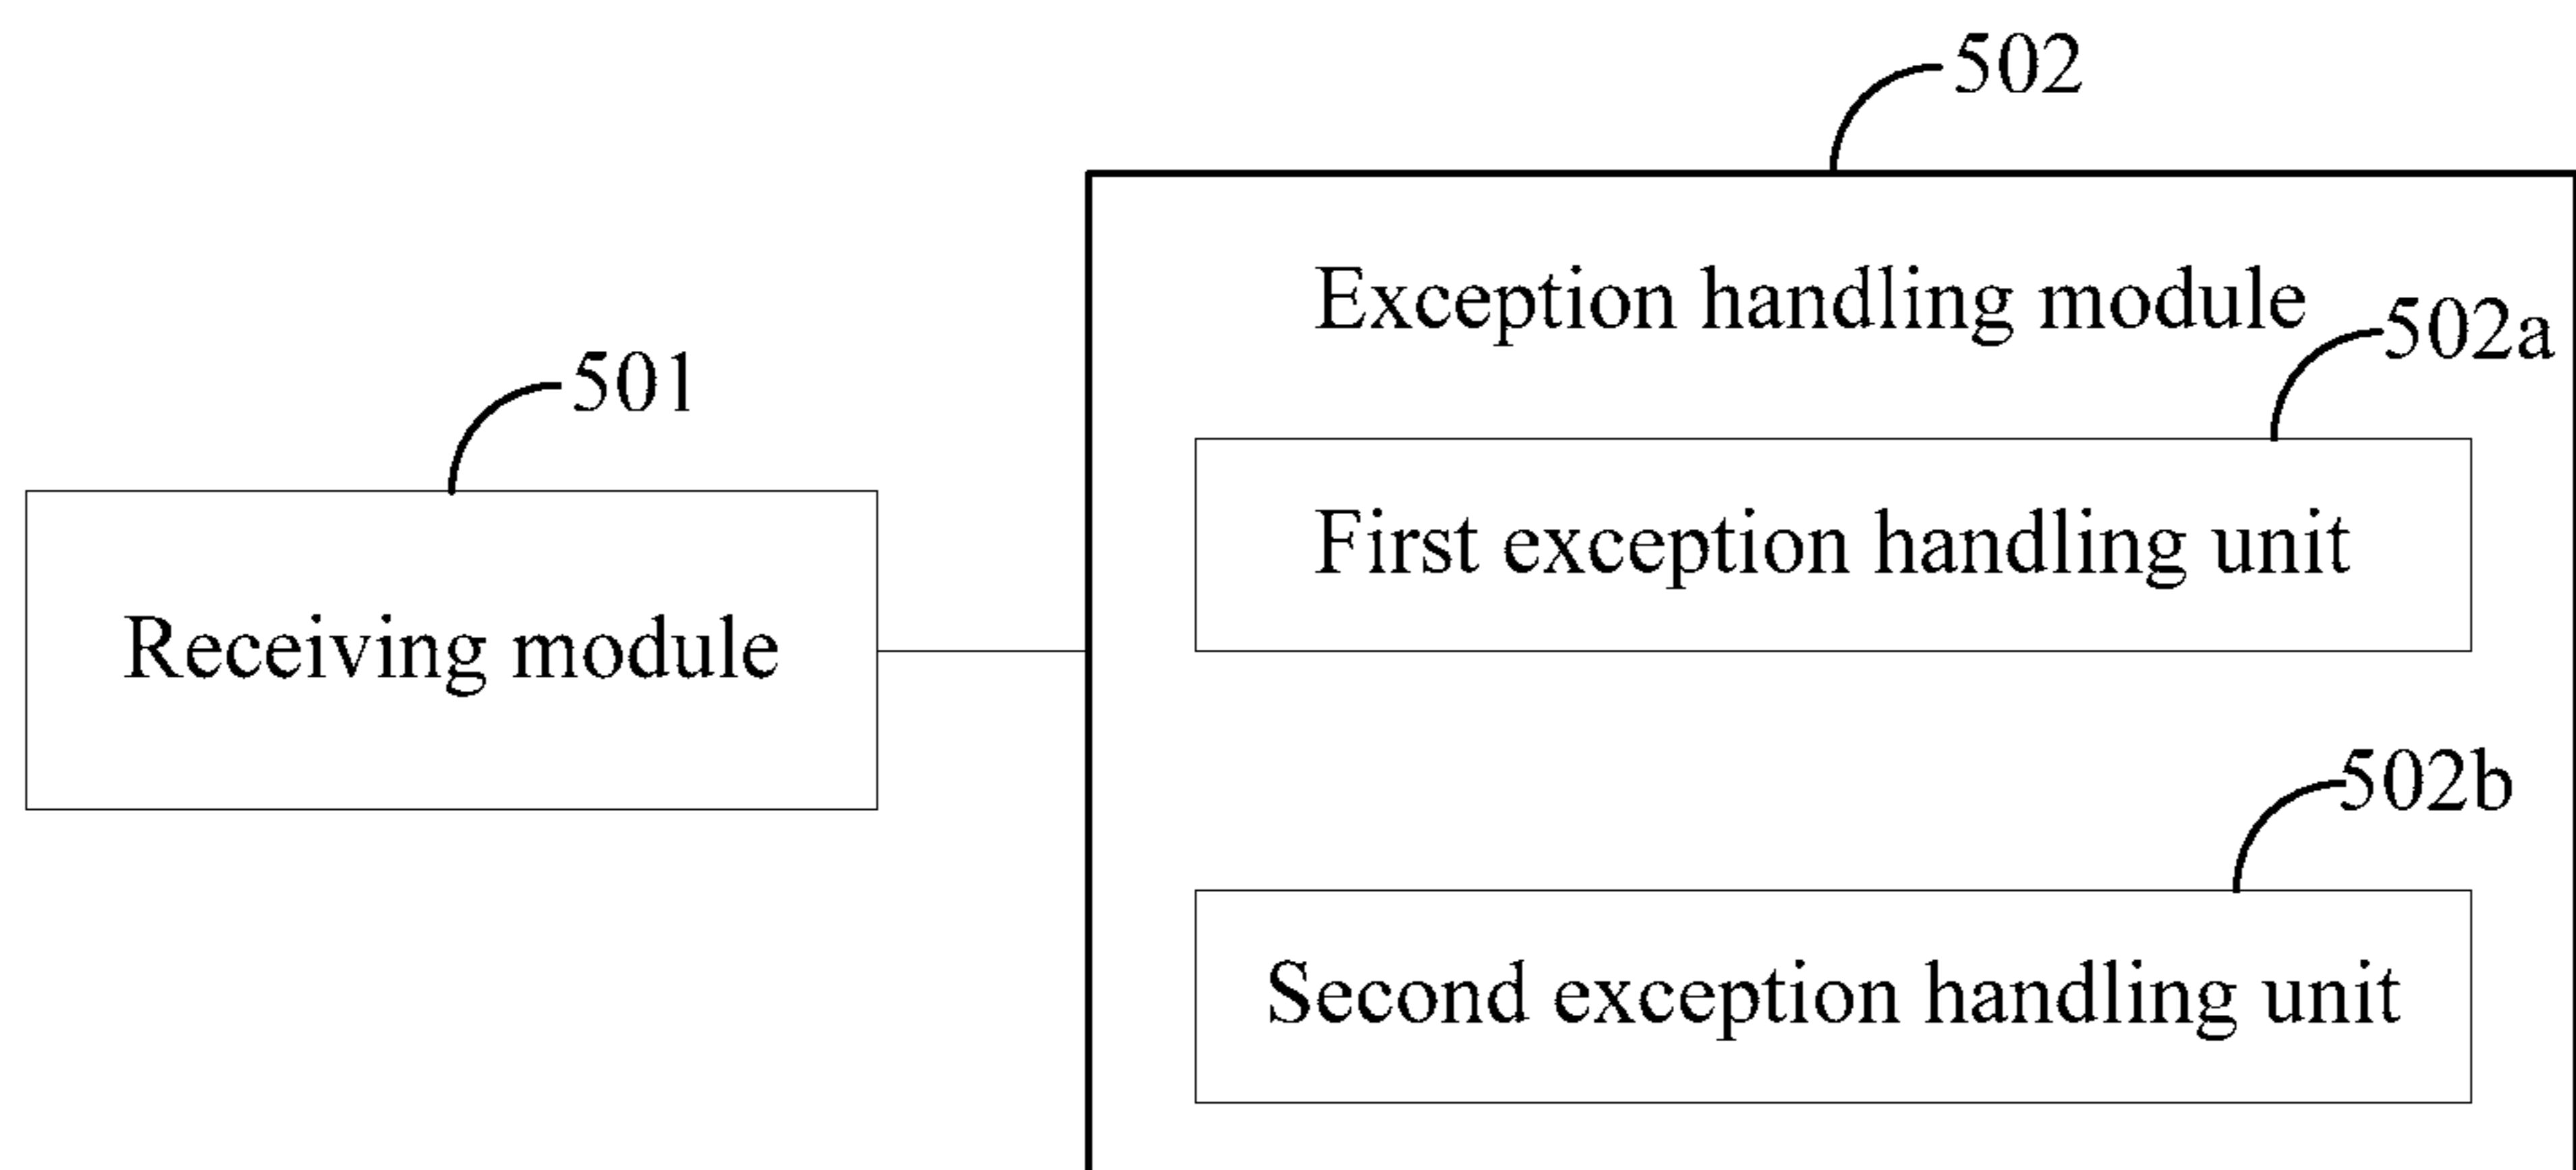 502
Exception handling module
502a
501
First exception handling unit
Receiving module
502b
Second exception handling unit